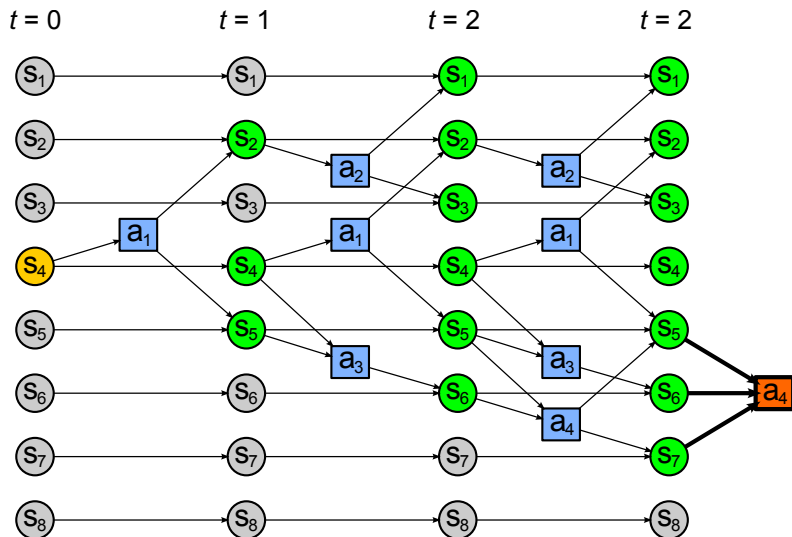 t = 0 t = 1 t = 2 t = 2
s1 s1 s1 s1
s2 s2 s2 s2
a2 a2
s3 s3 s3 s3
a1 a1 a1
s4 s4 s4 s4
s5 s5 s5 s5
a3 a3
s6 s6 s6 s6 a4
a4
s7 s7 s7 s7
s8 s8 s8 s8